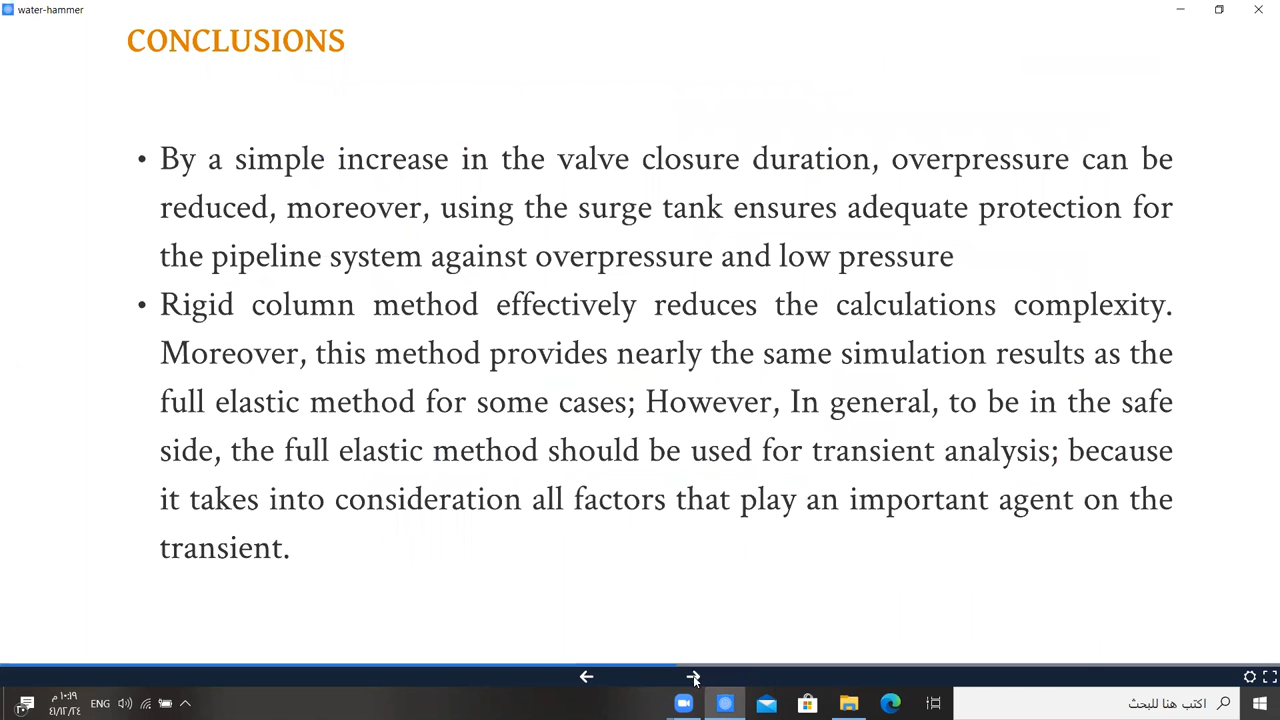 water-hammer
CONCLUSIONS
• By a simple increase in the valve closure duration, overpressure can be
reduced, moreover, using the surge tank ensures adequate protection for
the pipeline system against overpressure and low pressure
• Rigid column method effectively reduces the calculations complexity.
Moreover, this method provides nearly the same simulation results as the
full elastic method for some cases; However, In general, to be in the safe
side, the full elastic method should be used for transient analysis; because
it takes into consideration all factors that play an important agent on the
transient.
١٠:١٩ م
ENG
اكتب هنا للبحث